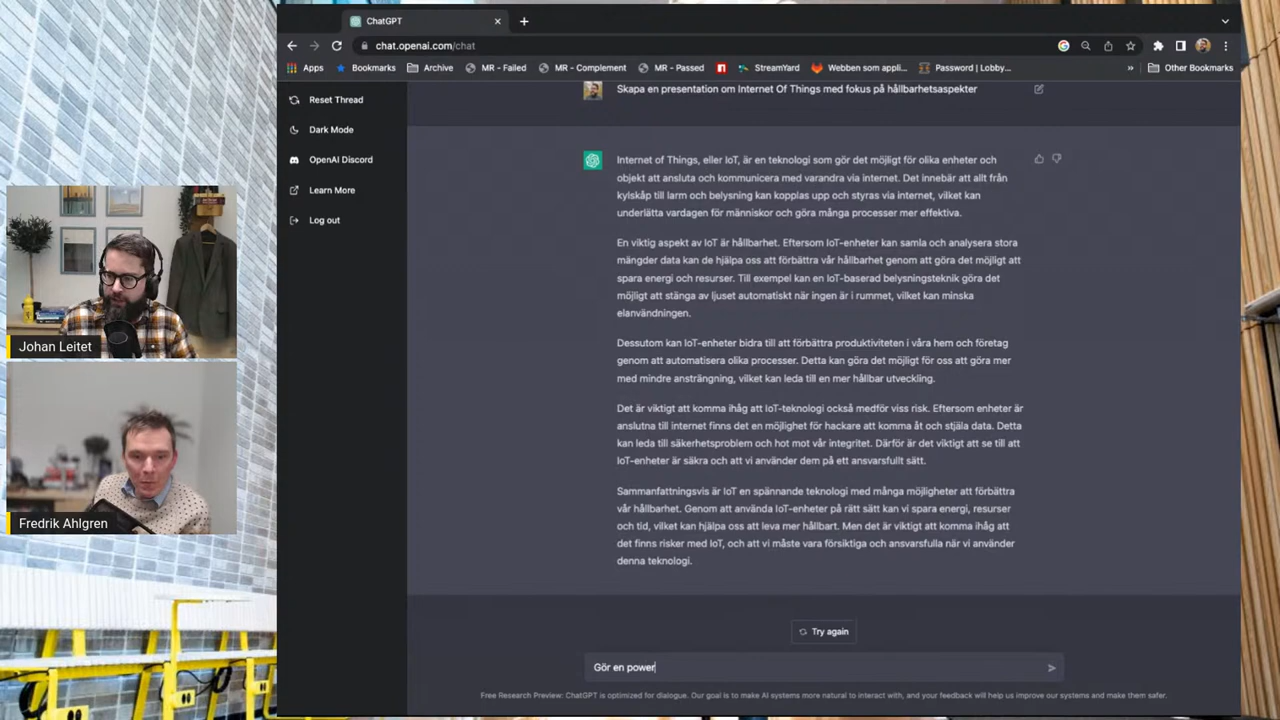 ChatGPT
chat.openai.com/chat
Apps
Bookmarks
Archive
MR - Failed
MR - Complement
MR - Passed
StreamYard
Webben som appli...
Password | Lobby...
»
Other Bookmarks
Reset Thread
Dark Mode
OpenAI Discord
Learn More
Log out
Skapa en presentation om Internet Of Things med fokus på hållbarhetsaspekter
Internet of Things, eller IoT, är en teknologi som gör det möjligt för olika enheter och
objekt att ansluta och kommunicera med varandra via internet. Det innebär att allt från
kylskåp till larm och belysning kan kopplas upp och styras via internet, vilket kan
underlätta vardagen för människor och göra många processer mer effektiva.
En viktig aspekt av IoT är hållbarhet. Eftersom IoT-enheter kan samla och analysera stora
mängder data kan de hjälpa oss att förbättra vår hållbarhet genom att göra det möjligt att
spara energi och resurser. Till exempel kan en IoT-baserad belysningsteknik göra det
möjligt att stänga av ljuset automatiskt när ingen är i rummet, vilket kan minska
elanvändningen.
Dessutom kan IoT-enheter bidra till att förbättra produktiviteten i våra hem och företag
genom att automatisera olika processer. Detta kan göra det möjligt för oss att göra mer
med mindre ansträngning, vilket kan leda till en mer hållbar utveckling.
Det är viktigt att komma ihåg att IoT-teknologi också medför viss risk. Eftersom enheter är
anslutna till internet finns det en möjlighet för hackare att komma åt och stjäla data. Detta
kan leda till säkerhetsproblem och hot mot vår integritet. Därför är det viktigt att se till att
IoT-enheter är säkra och att vi använder dem på ett ansvarsfullt sätt.
Sammanfattningsvis är IoT en spännande teknologi med många möjligheter att förbättra
vår hållbarhet. Genom att använda IoT-enheter på rätt sätt kan vi spara energi, resurser
och tid, vilket kan hjälpa oss att leva mer hållbart. Men det är viktigt att komma ihåg att
det finns risker med IoT, och att vi måste vara försiktiga och ansvarsfulla när vi använder
denna teknologi.
Try again
Gör en power
Free Research Preview: ChatGPT is optimized for dialogue. Our goal is to make AI systems more natural to interact with, and your feedback will help us improve our systems and make them safer.
Johan Leitet
Fredrik Ahlgren